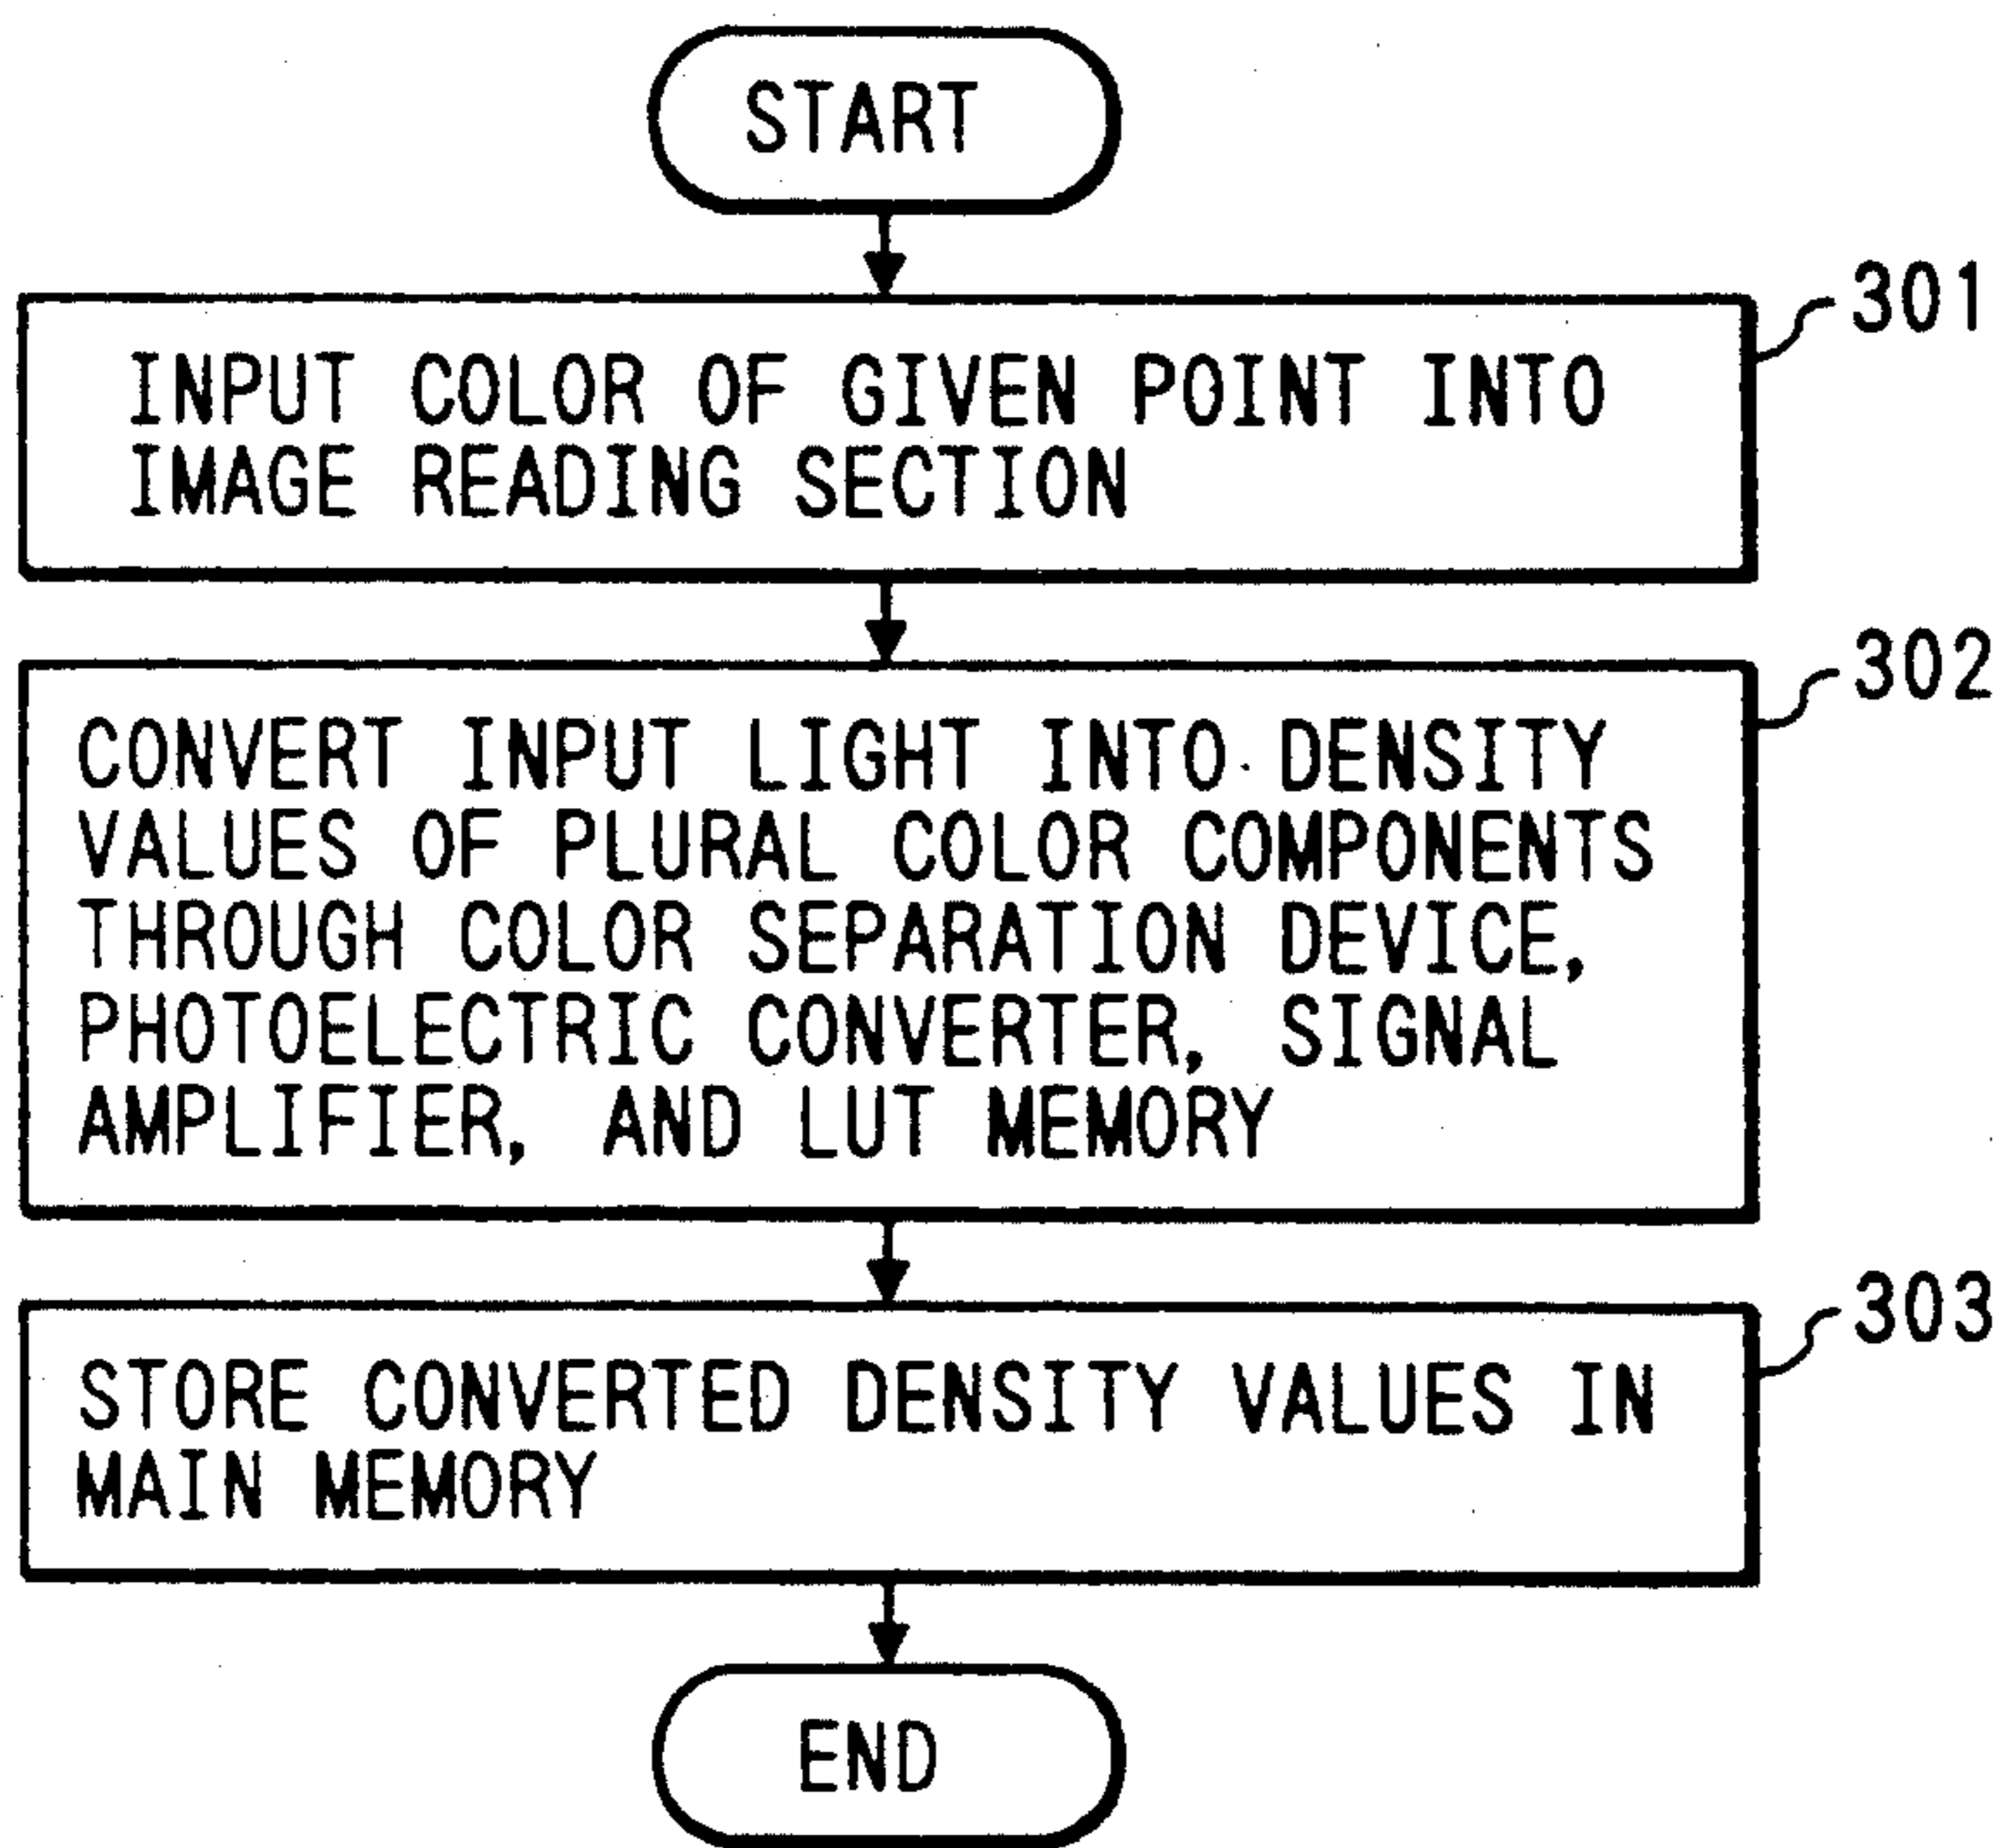 START
301
INPUT COLOR OF GIVEN POINT INTO
IMAGE READING SECTION
302
CONVERT INPUT LIGHT INTO DENSITY
VALUES OF PLURAL COLOR COMPONENTS
THROUGH COLOR SEPARATION DEVICE,
PHOTOELECTRIC CONVERTER, SIGNAL
AMPLIFIER, AND LUT MEMORY
303
STORE CONVERTED DENSITY VALUES IN
MAIN MEMORY
END